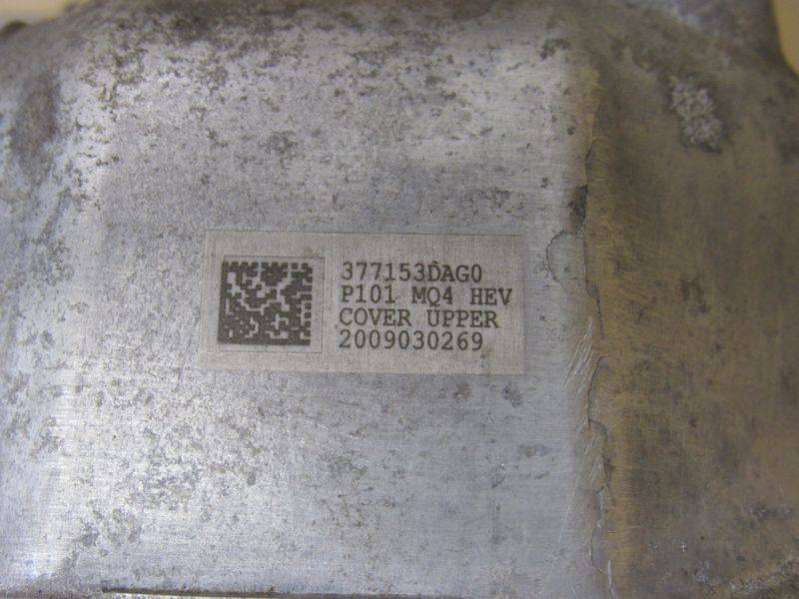 377153DAG0
P101 MQ4 HEV
COVER UPPER
2009030269